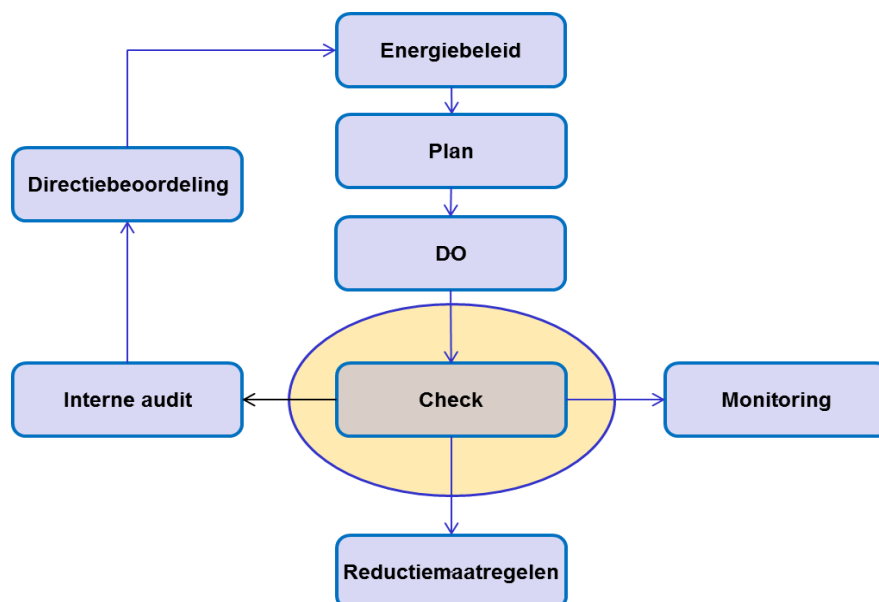 Energiebeleid
Plan
Directiebeoordeling
DO
Interne audit
Check
Monitoring
Reductiemaatregelen